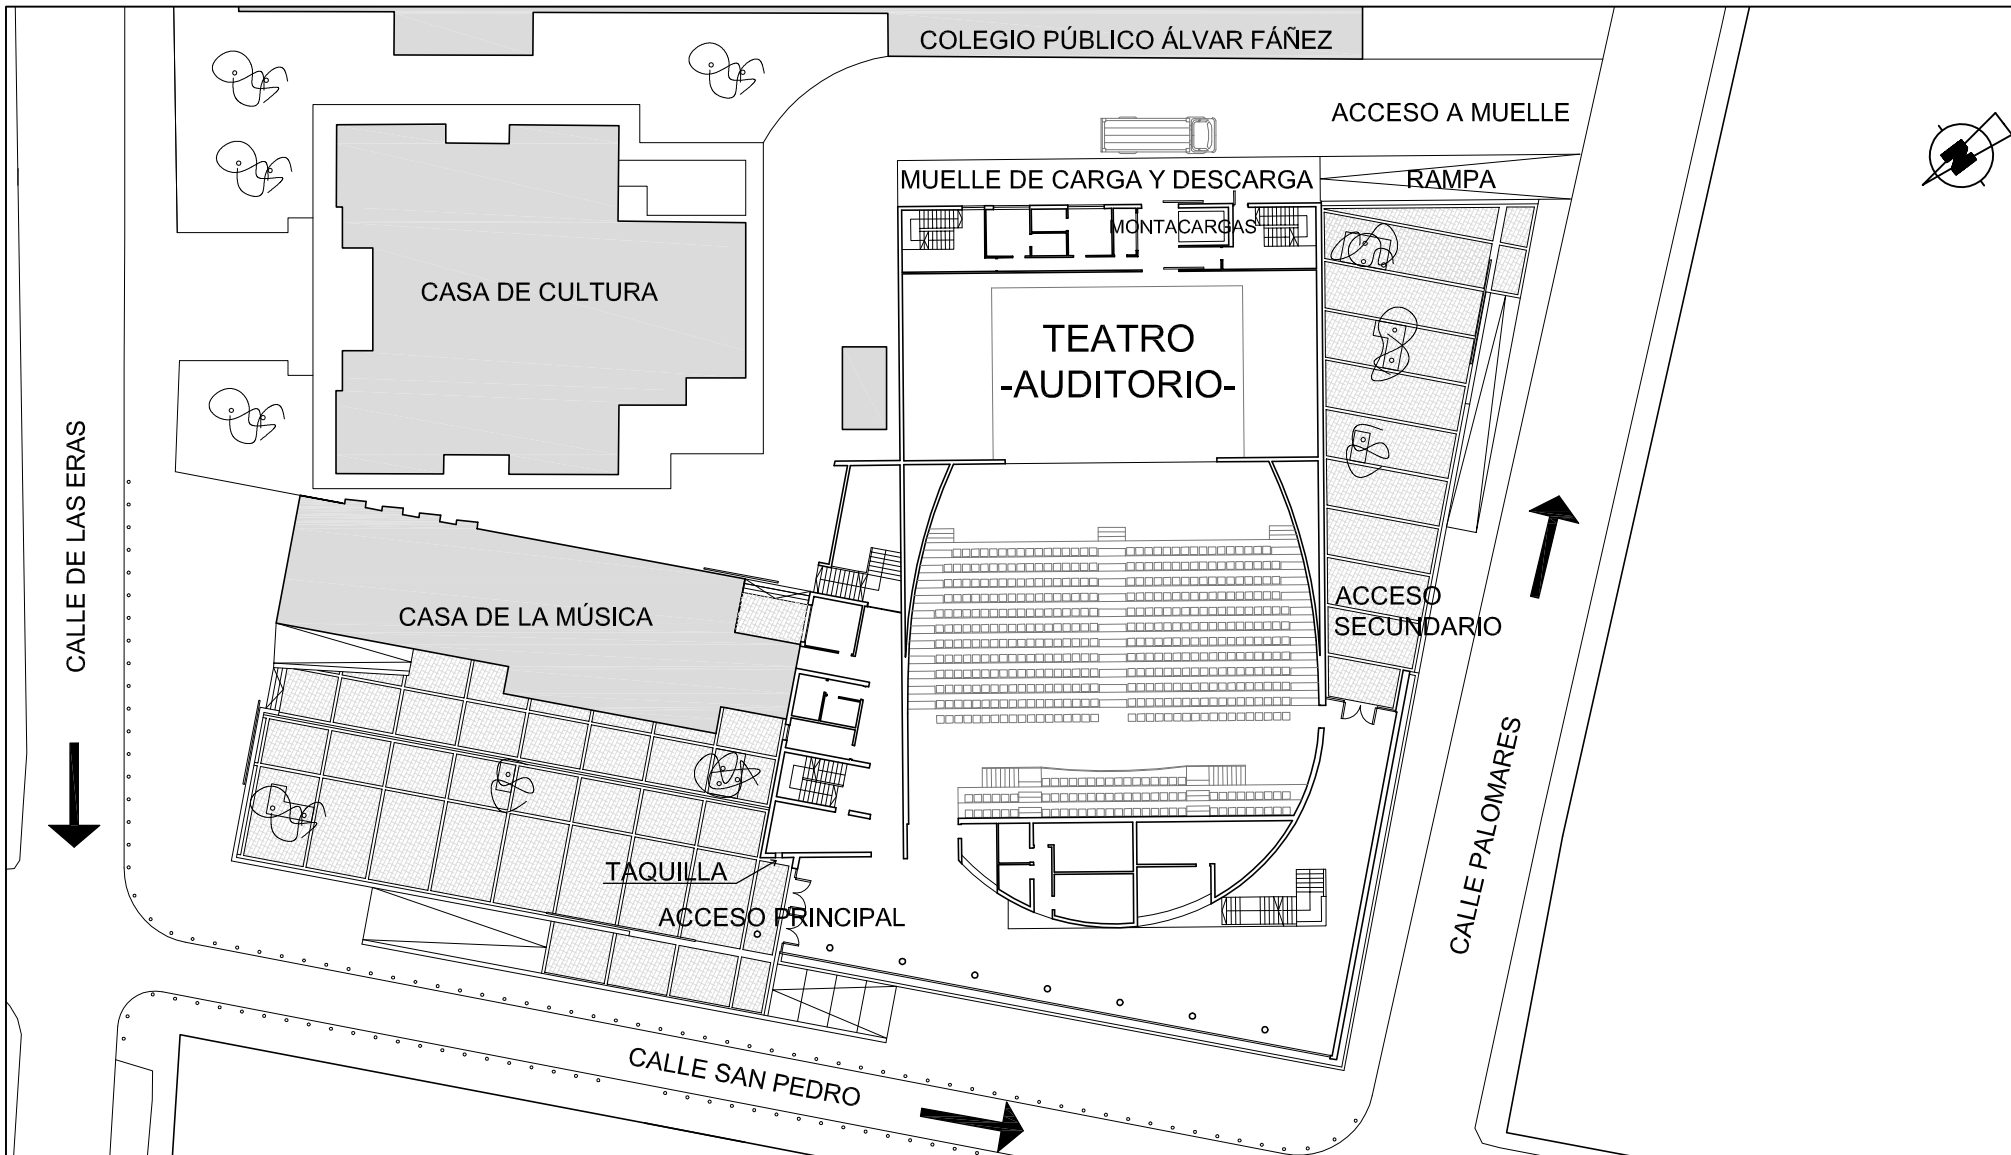 COLEGIO PÚBLICO ÁLVAR FÁÑEZ
ACCESO A MUELLE
MUELLE DE CARGA Y DESCARGA
RAMPA
MONTACARGAS
N
CASA DE CULTURA
TEATRO
-AUDITORIO-
CALLE DE LAS ERAS
CASA DE LA MÚSICA
ACCESO
SECUNDARIO
CALLE PALOMARES
TAQUILLA
ACCESO PRINCIPAL
CALLE SAN PEDRO